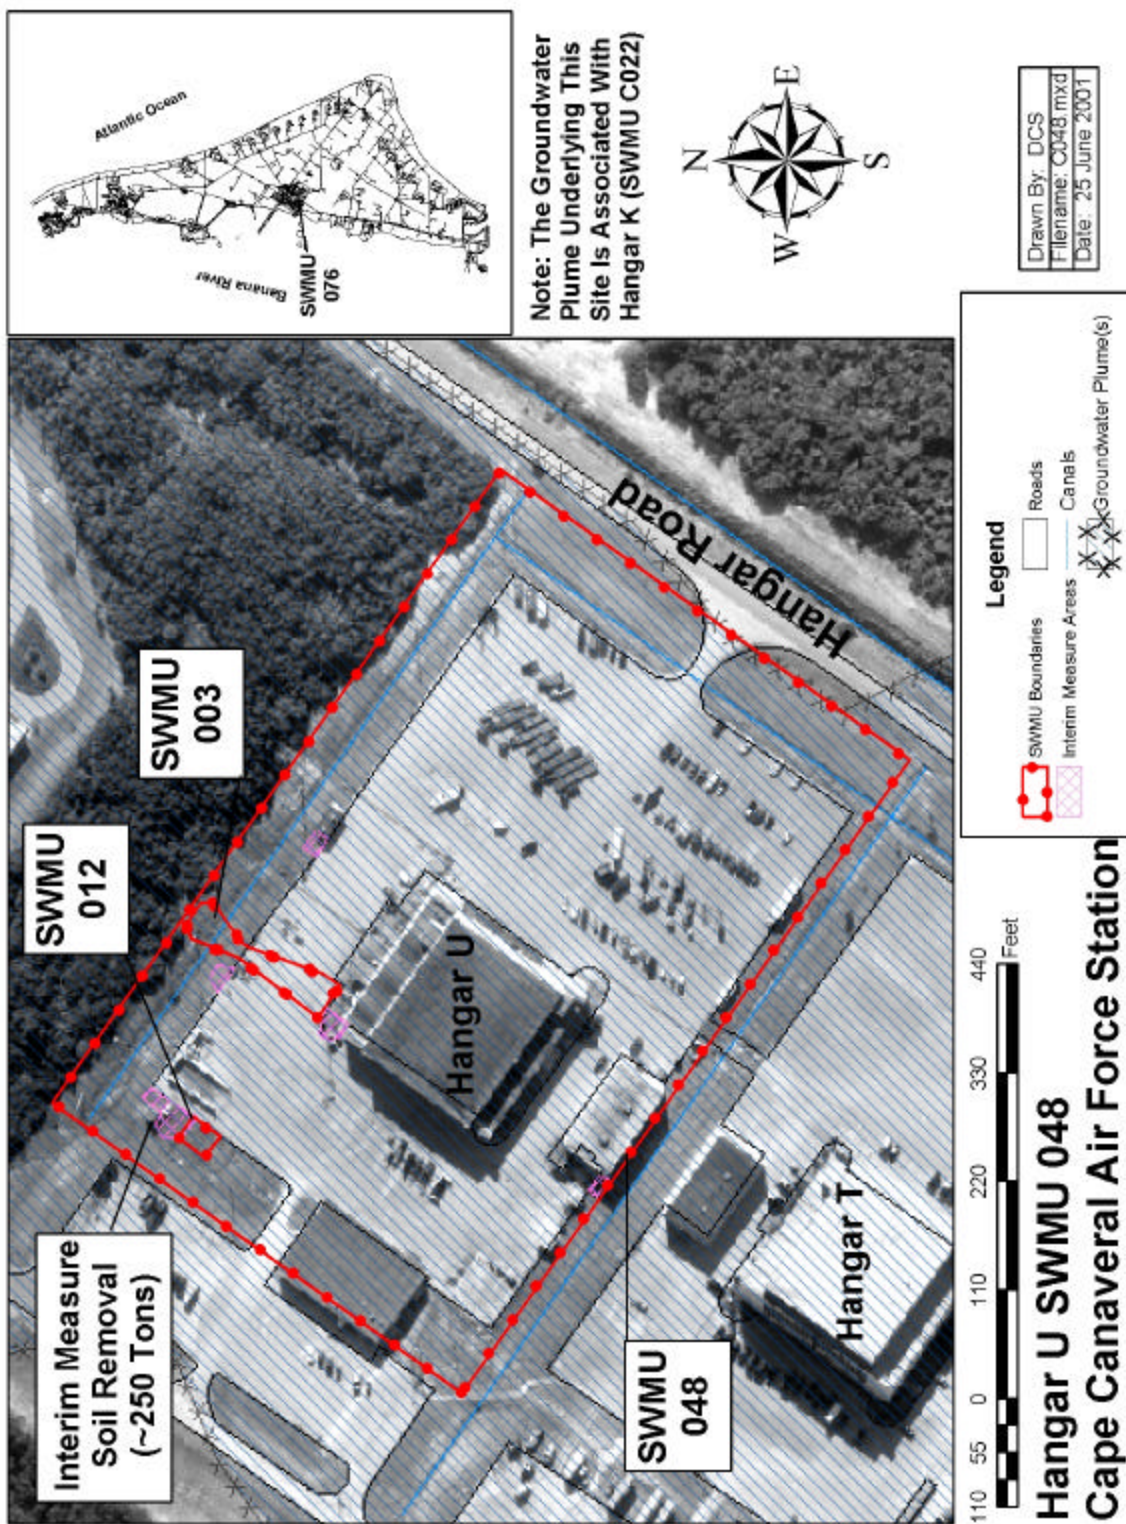 Interim Measure
Soil Removal
(~250 Tons)
SWMU
012
SWMU
003
Hangar U
Hangar Road
SWMU
048
Hangar T
Atlantic Ocean
Banana River
SWMU
076
Note: The Groundwater
Plume Underlying This
Site Is Associated With
Hangar K (SWMU C022)
N
W
E
S
110
55
0
110
220
330
440
Feet
Hangar U SWMU 048
Cape Canaveral Air Force Station
Legend
SWMU Boundaries
Roads
Interim Measure Areas
Canals
Groundwater Plume(s)
Drawn By: DCS
Filename: C048.mxd
Date: 25 June 2001